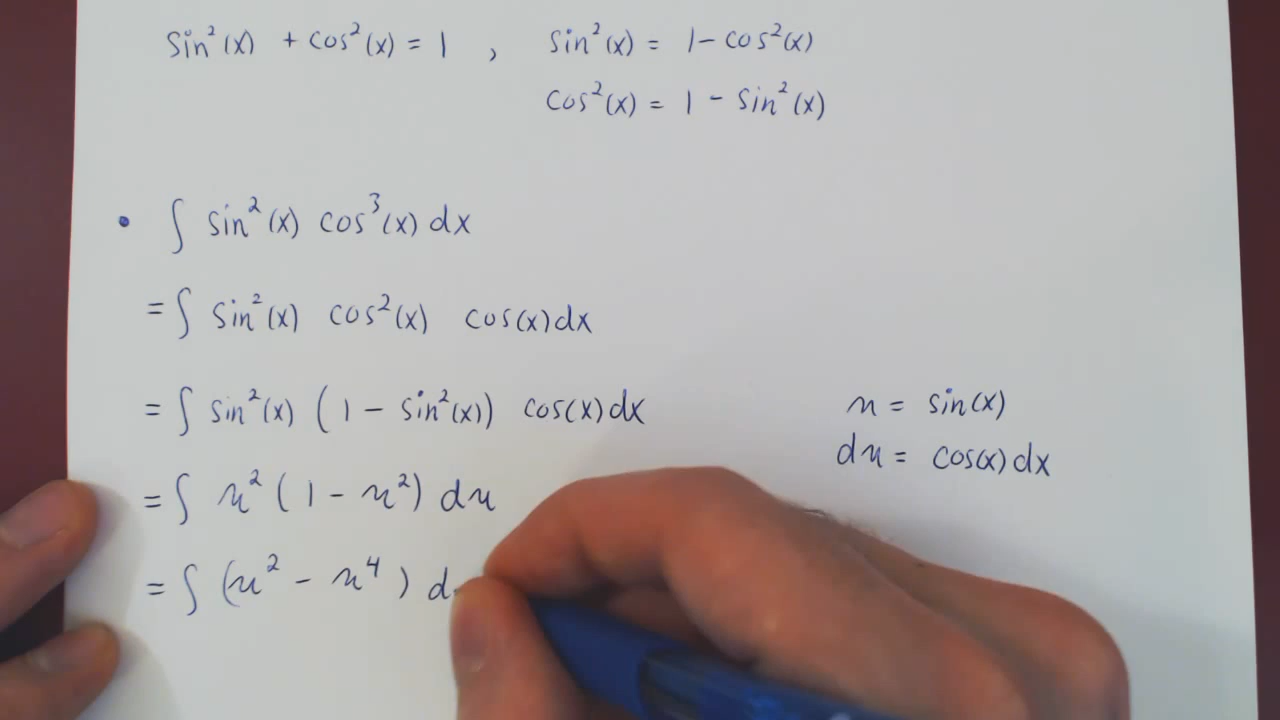 sin²(x) + cos²(x) = 1 , sin²(x) = 1 - cos²(x)
cos²(x) = 1 - sin²(x)
• ∫ sin²(x) cos³(x) dx
= ∫ sin²(x) cos²(x) cos(x) dx
= ∫ sin²(x) (1 - sin²(x)) cos(x) dx
u = sin(x)
du = cos(x) dx
= ∫ u² (1 - u²) du
= ∫ (u² - u⁴) d